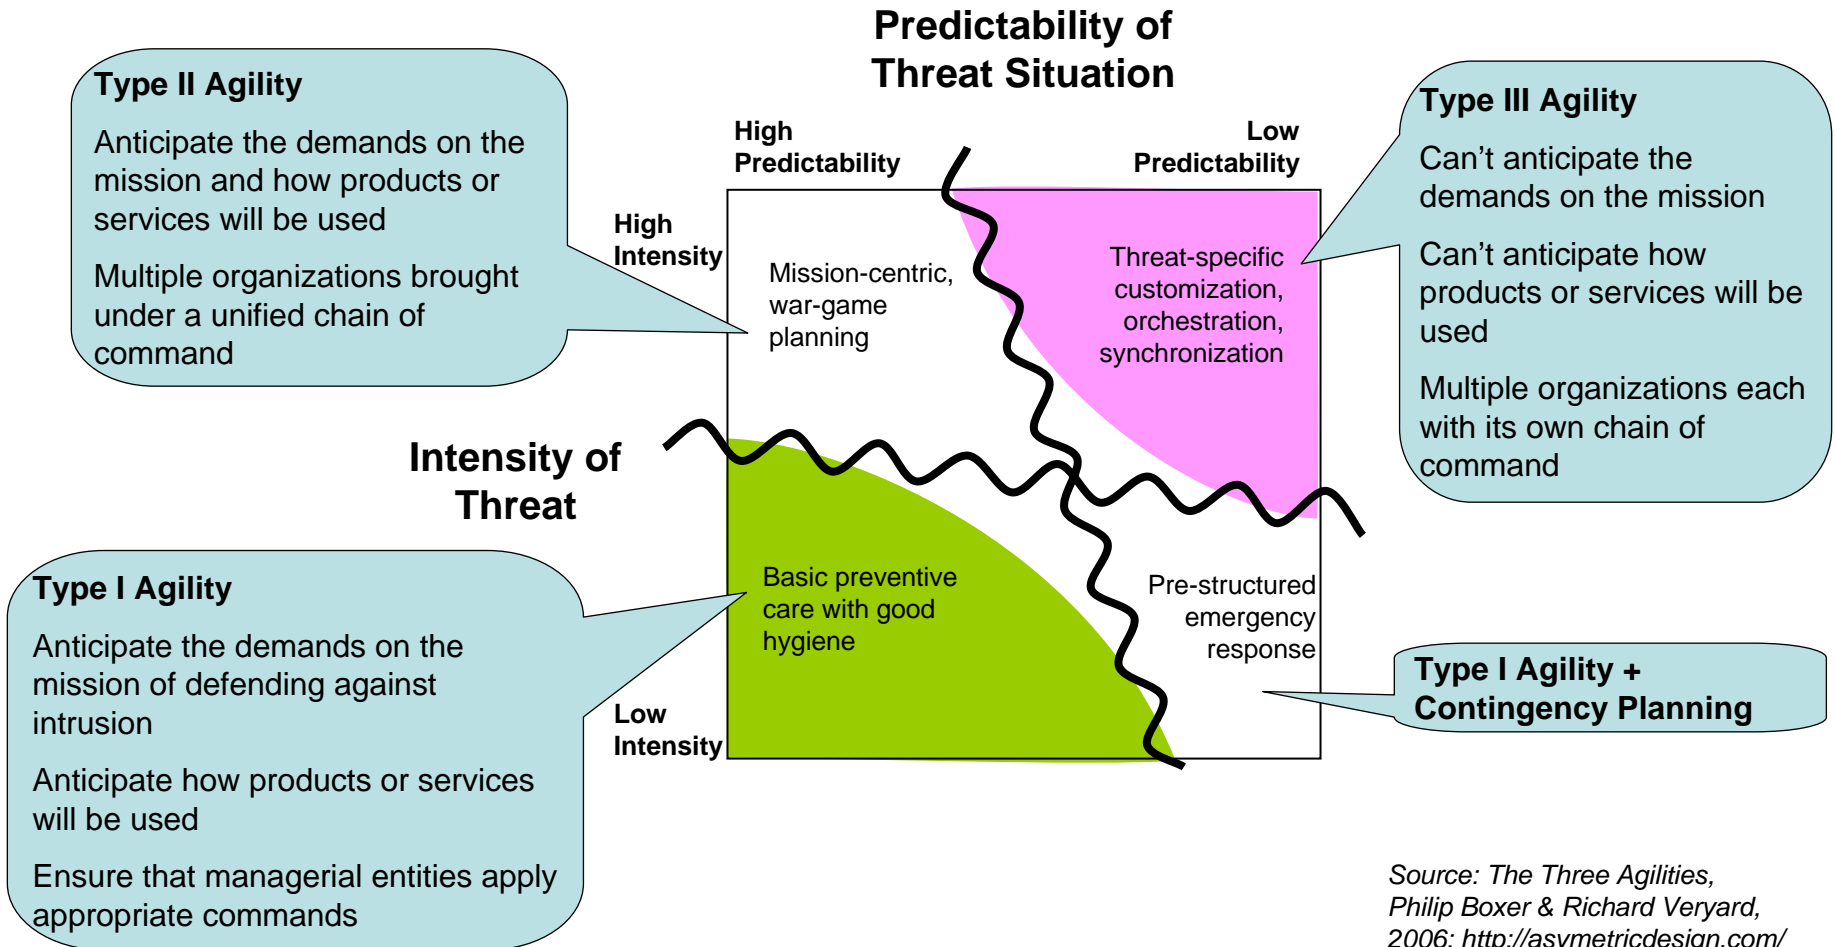 Predictability of
Threat Situation
Type II Agility
Anticipate the demands on the
mission and how products or
services will be used
Multiple organizations brought
under a unified chain of
command
High
Predictability
Low
Predictability
Type III Agility
Can’t anticipate the
demands on the mission
Can’t anticipate how
products or services will be
used
Multiple organizations each
with its own chain of
command
High
Intensity
Mission-centric,
war-game
planning
Threat-specific
customization,
orchestration,
synchronization
Intensity of
Threat
Type I Agility
Anticipate the demands on the
mission of defending against
intrusion
Anticipate how products or services
will be used
Ensure that managerial entities apply
appropriate commands
Basic preventive
care with good
hygiene
Pre-structured
emergency
response
Low
Intensity
Type I Agility +
Contingency Planning
Source: The Three Agilities,
Philip Boxer & Richard Veryard,
2006: http://asymetricdesign.com/